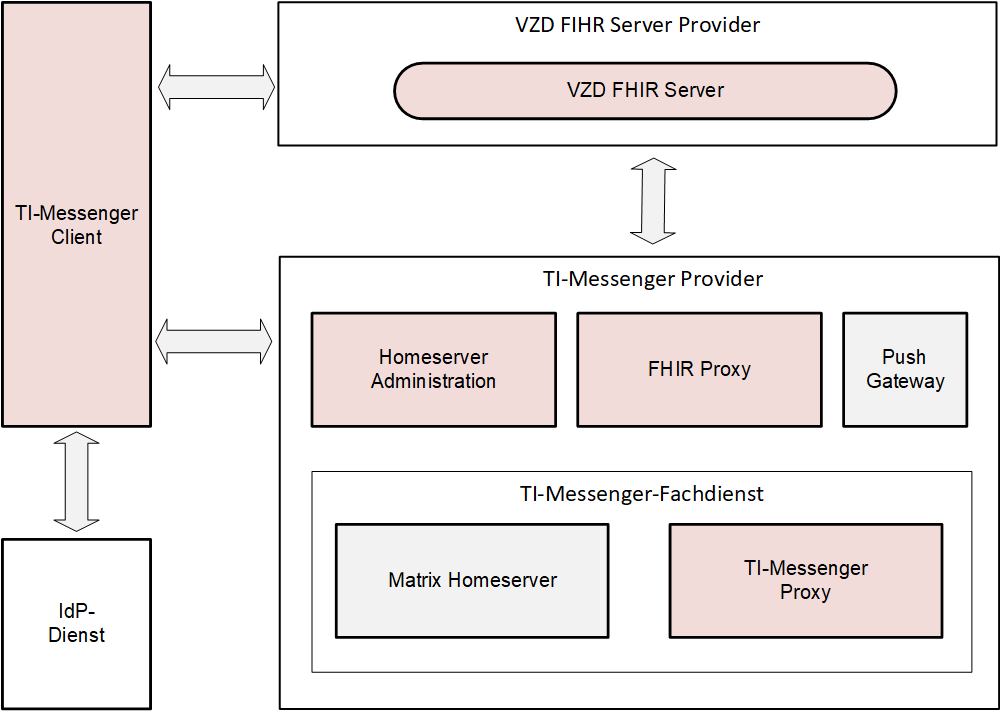 VZD FIHR Server Provider
VZD FHIR Server
TI-Messenger
Client
TI-Messenger Provider
Homeserver
Administration
FHIR Proxy
Push
Gateway
TI-Messenger-Fachdienst
Matrix Homeserver
TI-Messenger
Proxy
IdP-
Dienst